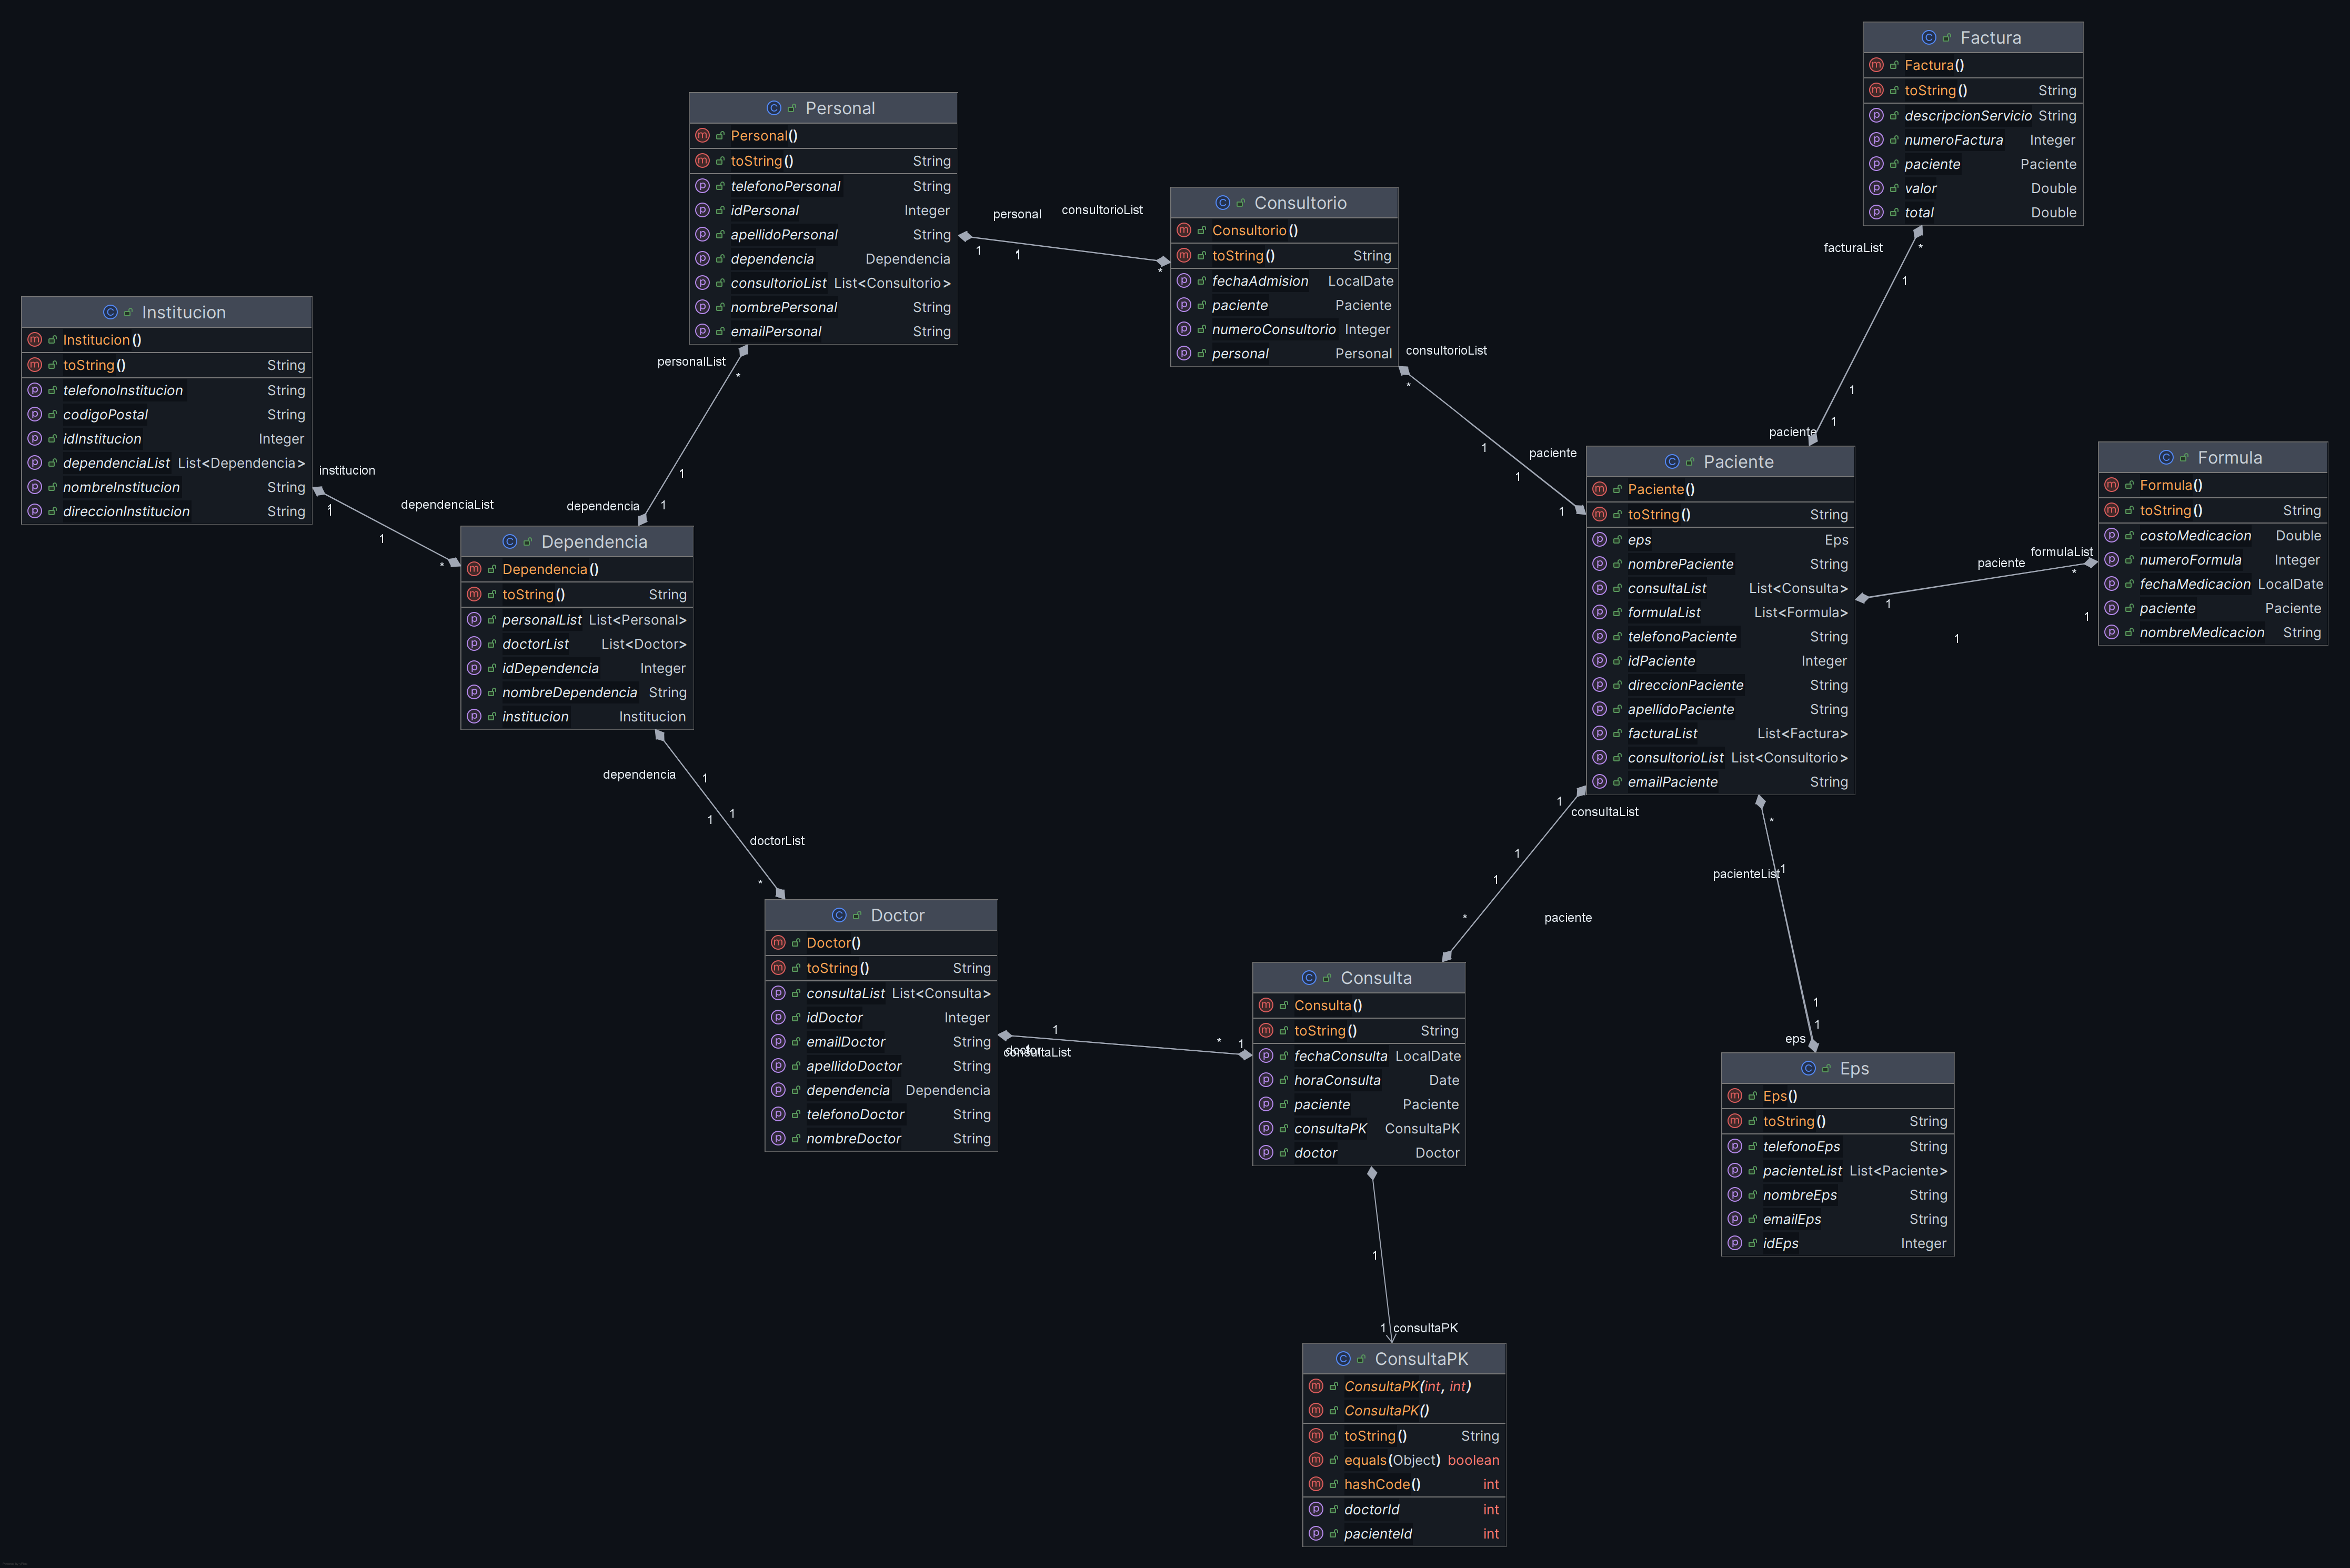 Factura
Factura()
toString() String
descripcionServicio String
numeroFactura Integer
paciente Paciente
valor Double
total Double
facturaList
*
1
1
1
paciente
Personal
Personal()
toString() String
telefonoPersonal String
idPersonal Integer
apellidoPersonal String
dependencia Dependencia
consultorioList List<Consultorio>
nombrePersonal String
emailPersonal String
personal
consultorioList
1
1
*
Consultorio
Consultorio()
toString() String
fechaAdmision LocalDate
paciente Paciente
numeroConsultorio Integer
personal Personal
consultorioList
*
1
1
paciente
1
Institucion
Institucion()
toString() String
telefonoInstitucion String
codigoPostal String
idInstitucion Integer
dependenciaList List<Dependencia>
nombreInstitucion String
direccionInstitucion String
institucion
1
1
dependenciaList
*
personalList
*
1
1
dependencia
Dependencia
Dependencia()
toString() String
personalList List<Personal>
doctorList List<Doctor>
idDependencia Integer
nombreDependencia String
institucion Institucion
dependencia
1
1
1
doctorList
*
Paciente
Paciente()
toString() String
eps Eps
nombrePaciente String
consultaList List<Consulta>
formulaList List<Formula>
telefonoPaciente String
idPaciente Integer
direccionPaciente String
apellidoPaciente String
facturaList List<Factura>
consultorioList List<Consultorio>
emailPaciente String
Formula
Formula()
toString() String
costoMedicacion Double
numeroFormula Integer
fechaMedicacion LocalDate
paciente Paciente
nombreMedicacion String
formulaList
paciente
*
1
1
1
1
consultaList
1
1
*
paciente
*
pacienteList
1
1
1
eps
Doctor
Doctor()
toString() String
consultaList List<Consulta>
idDoctor Integer
emailDoctor String
apellidoDoctor String
dependencia Dependencia
telefonoDoctor String
nombreDoctor String
1
*
1
doctor
consultaList
Consulta
Consulta()
toString() String
fechaConsulta LocalDate
horaConsulta Date
paciente Paciente
consultaPK ConsultaPK
doctor Doctor
Eps
Eps()
toString() String
telefonoEps String
pacienteList List<Paciente>
nombreEps String
emailEps String
idEps Integer
1
1
consultaPK
ConsultaPK
ConsultaPK(int, int)
ConsultaPK()
toString() String
equals(Object) boolean
hashCode() int
doctorId int
pacienteId int